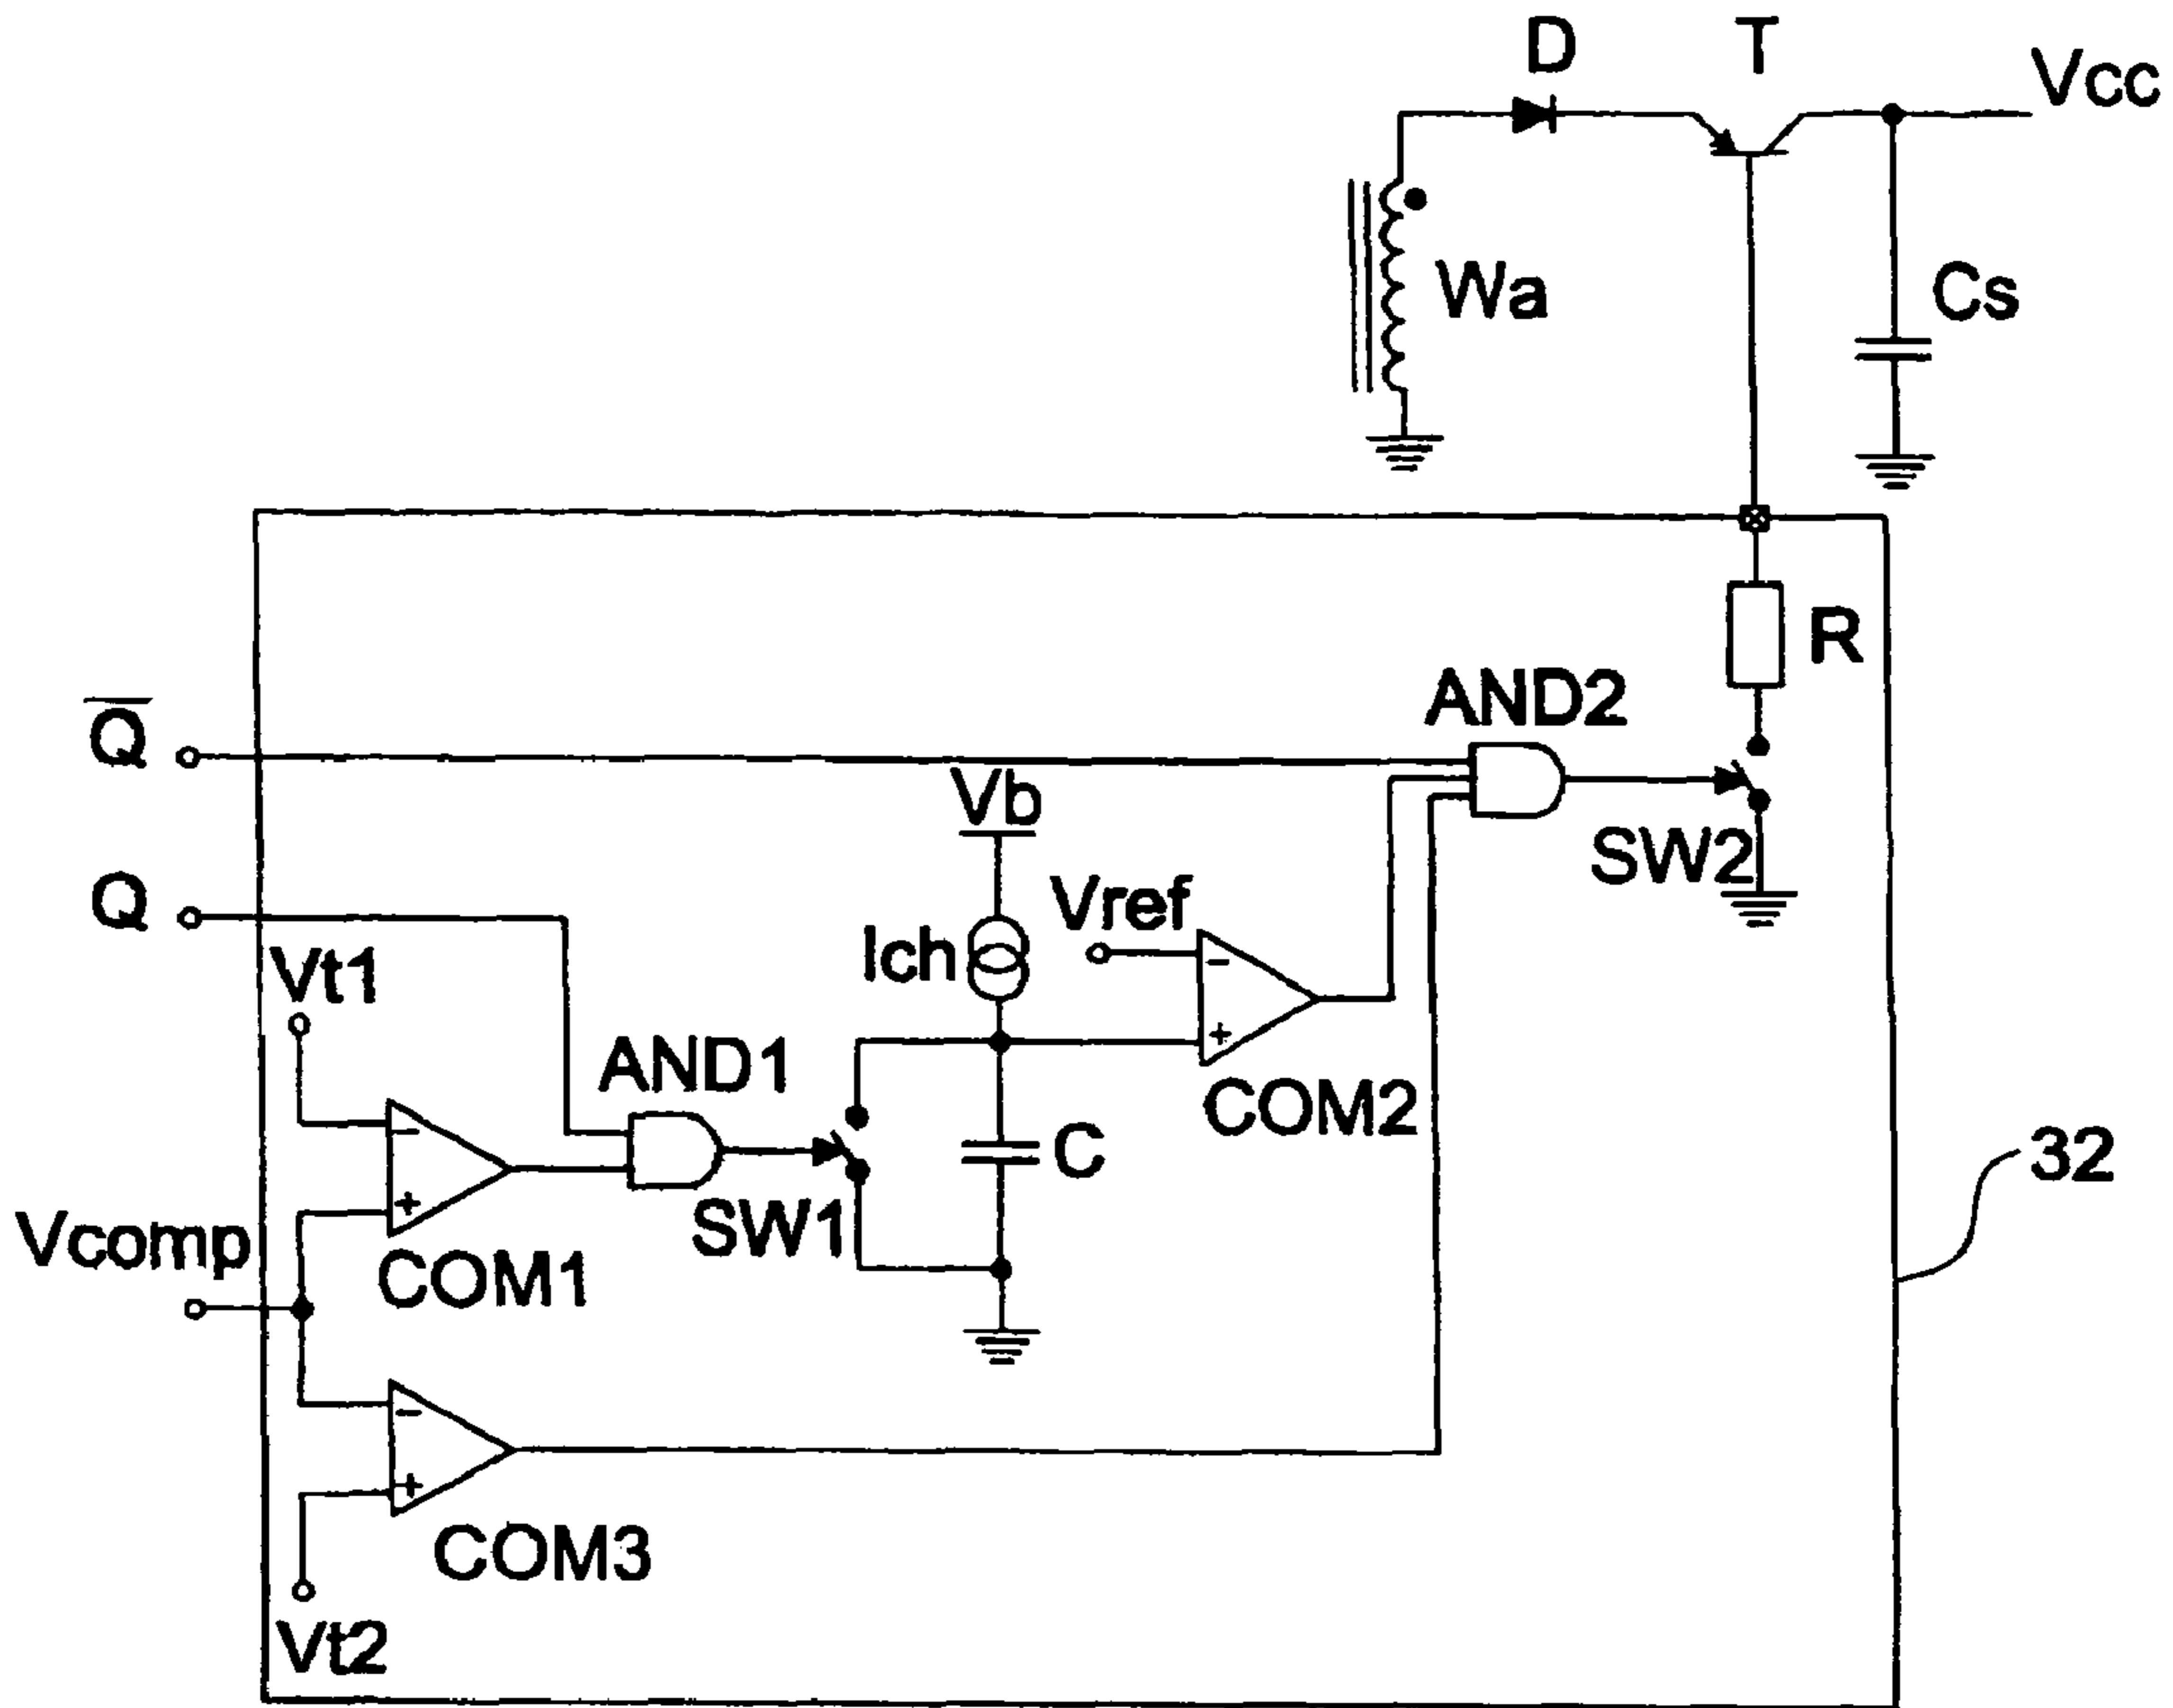 D
T
Vcc
Wa
Cs
R
AND2
Q̅
Vb
SW2
Q
Vref
Ich
Vt1
AND1
COM2
C
32
SW1
Vcomp
COM1
COM3
Vt2